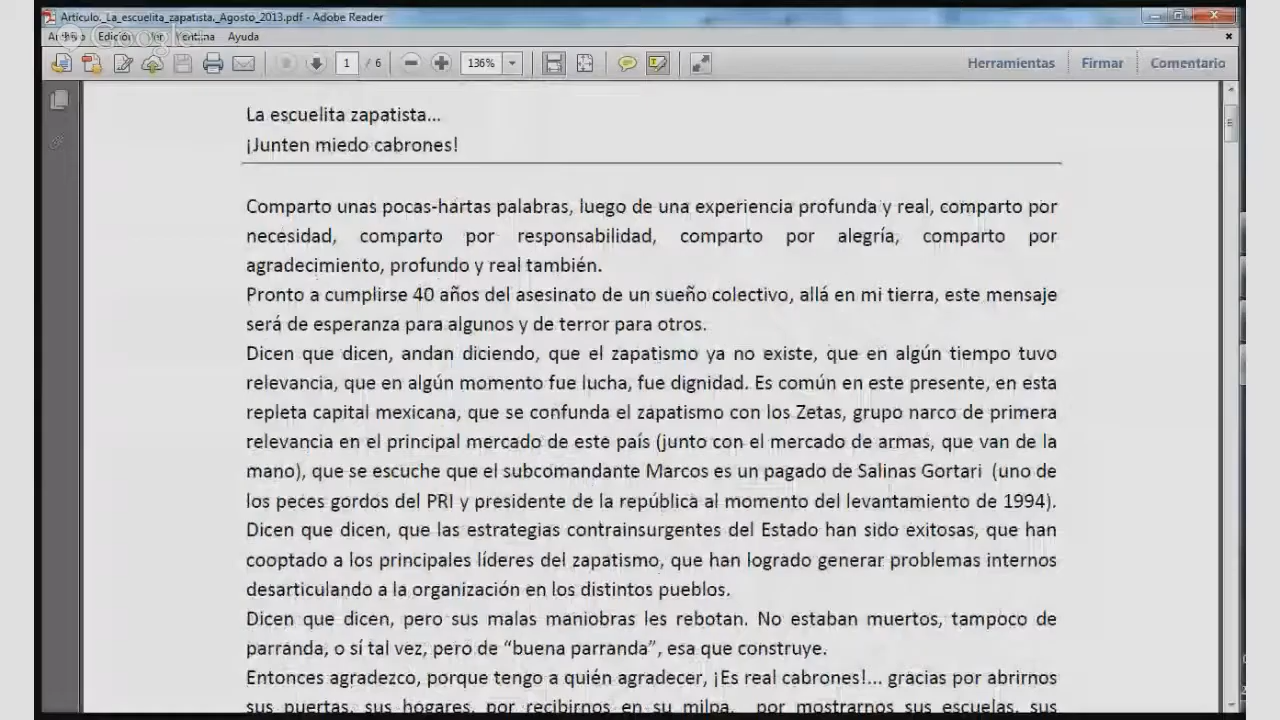 Artículo._La_escuelita_zapatista._Agosto_2013.pdf - Adobe Reader
Archivo Edición Ver Ventana Ayuda
1 / 6 136% Herramientas Firmar Comentario
La escuelita zapatista...
¡Junten miedo cabrones!
Comparto unas pocas-hartas palabras, luego de una experiencia profunda y real, comparto por
necesidad, comparto por responsabilidad, comparto por alegría, comparto por
agradecimiento, profundo y real también.
Pronto a cumplirse 40 años del asesinato de un sueño colectivo, allá en mi tierra, este mensaje
será de esperanza para algunos y de terror para otros.
Dicen que dicen, andan diciendo, que el zapatismo ya no existe, que en algún tiempo tuvo
relevancia, que en algún momento fue lucha, fue dignidad. Es común en este presente, en esta
repleta capital mexicana, que se confunda el zapatismo con los Zetas, grupo narco de primera
relevancia en el principal mercado de este país (junto con el mercado de armas, que van de la
mano), que se escuche que el subcomandante Marcos es un pagado de Salinas Gortari (uno de
los peces gordos del PRI y presidente de la república al momento del levantamiento de 1994).
Dicen que dicen, que las estrategias contrainsurgentes del Estado han sido exitosas, que han
cooptado a los principales líderes del zapatismo, que han logrado generar problemas internos
desarticulando a la organización en los distintos pueblos.
Dicen que dicen, pero sus malas maniobras les rebotan. No estaban muertos, tampoco de
parranda, o sí tal vez, pero de “buena parranda”, esa que construye.
Entonces agradezco, porque tengo a quién agradecer, ¡Es real cabrones!... gracias por abrirnos
sus puertas, sus hogares, por recibirnos en su milpa, por mostrarnos sus escuelas, sus